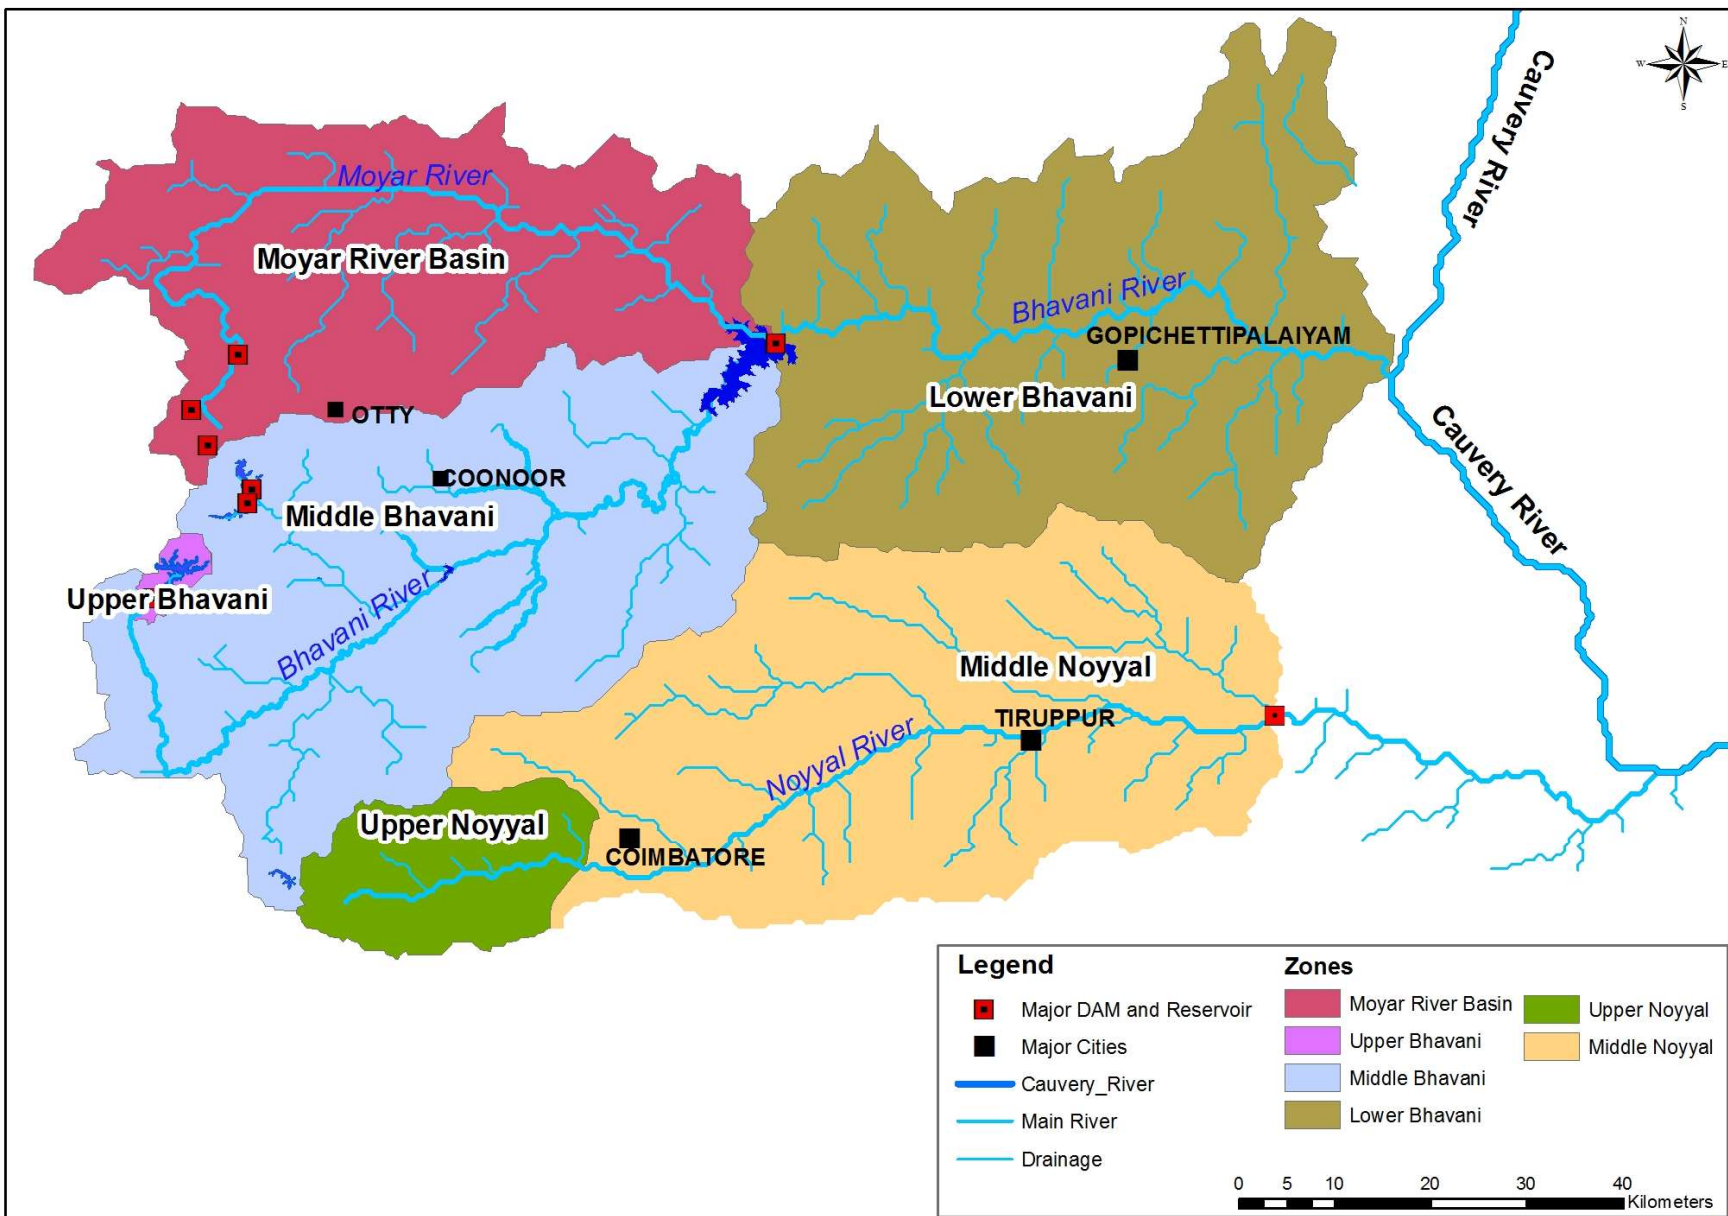 N
W
E
S
Cauvery River
Moyar River
Moyar River Basin
Bhavani River
GOPICHETTIPALAIYAM
Lower Bhavani
OTTY
Cauvery River
COONOOR
Middle Bhavani
Upper Bhavani
Bhavani River
Middle Noyyal
TIRUPPUR
Noyyal River
Upper Noyyal
COIMBATORE
Legend
Major DAM and Reservoir
Major Cities
Cauvery_River
Main River
Drainage
Zones
Moyar River Basin
Upper Bhavani
Middle Bhavani
Lower Bhavani
Upper Noyyal
Middle Noyyal
0 5 10 20 30 40
Kilometers